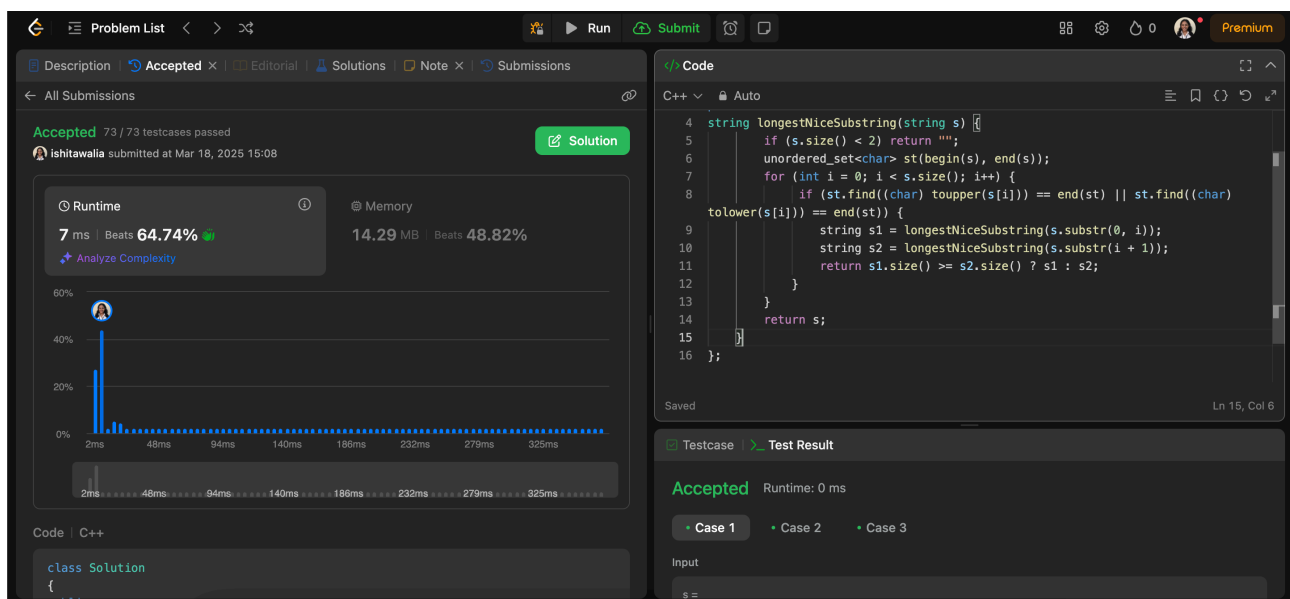 Problem List
Run
Submit
0
Premium
Description
Accepted
Editorial
Solutions
Note
Submissions
All Submissions
Accepted 73 / 73 testcases passed
ishitawalia submitted at Mar 18, 2025 15:08
Solution
Runtime
7 ms | Beats 64.74%
Analyze Complexity
Memory
14.29 MB | Beats 48.82%
60%
40%
20%
0%
2ms 48ms 94ms 140ms 186ms 232ms 279ms 325ms
2ms 48ms 94ms 140ms 186ms 232ms 279ms 325ms
Code | C++
class Solution
{
</> Code
C++ Auto
4 string longestNiceSubstring(string s) {
5 if (s.size() < 2) return "";
6 unordered_set<char> st(begin(s), end(s));
7 for (int i = 0; i < s.size(); i++) {
8 if (st.find((char) toupper(s[i])) == end(st) || st.find((char)
tolower(s[i])) == end(st)) {
9 string s1 = longestNiceSubstring(s.substr(0, i));
10 string s2 = longestNiceSubstring(s.substr(i + 1));
11 return s1.size() >= s2.size() ? s1 : s2;
12 }
13 }
14 return s;
15 }
16 };
Saved
Ln 15, Col 6
Testcase
>_ Test Result
Accepted Runtime: 0 ms
• Case 1 • Case 2 • Case 3
Input
s =